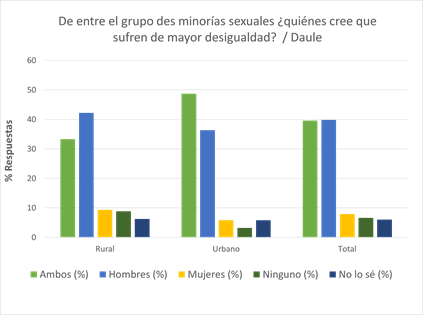 De entre el grupo des minorías sexuales ¿quiénes cree que
sufren de mayor desigualdad? / Daule
60
50
40
30
20
10
0
% Respuestas
Rural Urbano Total
Ambos (%) Hombres (%) Mujeres (%) Ninguno (%) No lo sé (%)